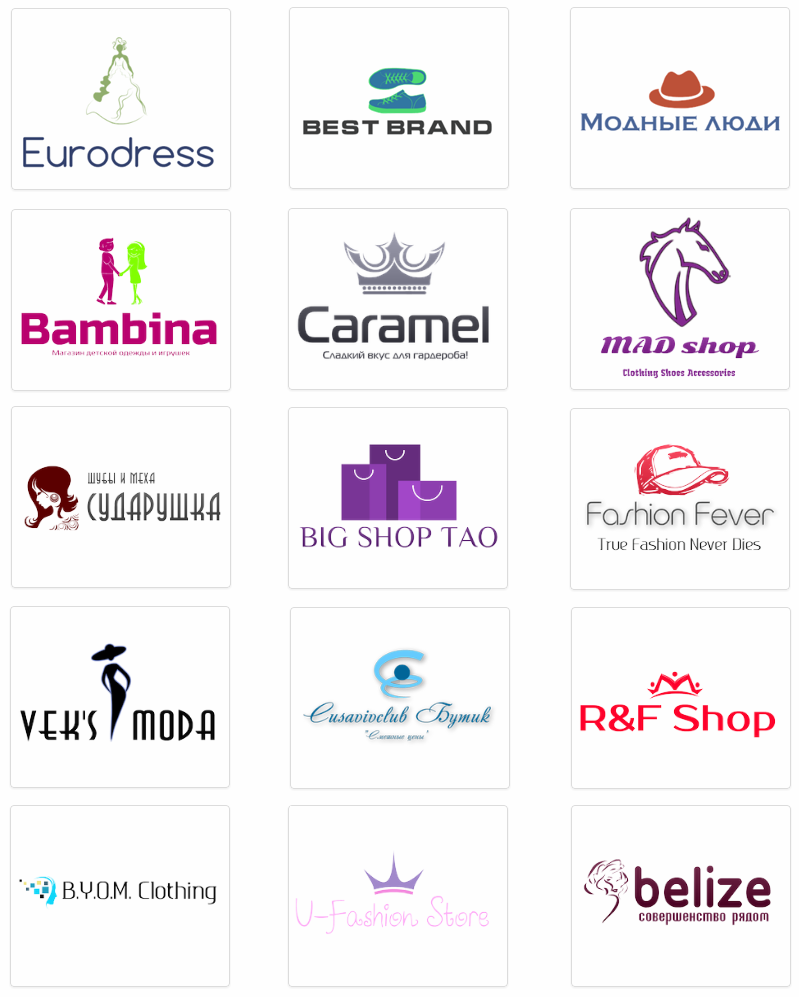 Eurodress
BEST BRAND
Модные люди
Bambina
Магазин детской одежды и игрушек
Caramel
Сладкий вкус для гардероба!
MAD shop
Clothing Shoes Accessories
ШУБЫ И МЕХА
СУДАРУШКА
BIG SHOP TAO
Fashion Fever
True Fashion Never Dies
VEK'S MODA
Cusavivclub Бутик
"Смешные цены"
R&F Shop
B.Y.O.M. Clothing
U-Fashion Store
belize
совершенство рядом